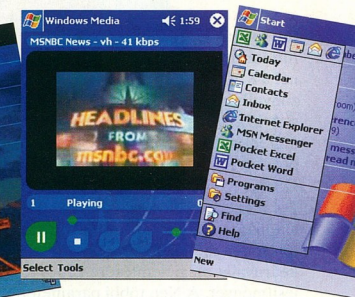 Windows Media
1:59
MSNBC News - vh - 41 kbps
HEADLINES
FROM
msnbc.com
1
Playing
Select Tools
Start
Today
Calendar
Contacts
Inbox
Internet Explorer
MSN Messenger
Pocket Excel
Pocket Word
Programs
Settings
Find
Help
New